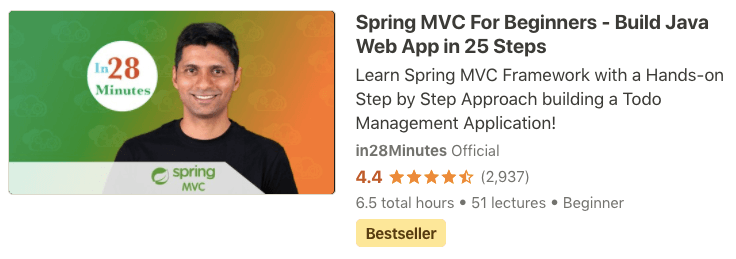 In28
Minutes
spring
MVC
Spring MVC For Beginners - Build Java
Web App in 25 Steps
Learn Spring MVC Framework with a Hands-on
Step by Step Approach building a Todo
Management Application!
in28Minutes Official
4.4 (2,937)
6.5 total hours • 51 lectures • Beginner
Bestseller